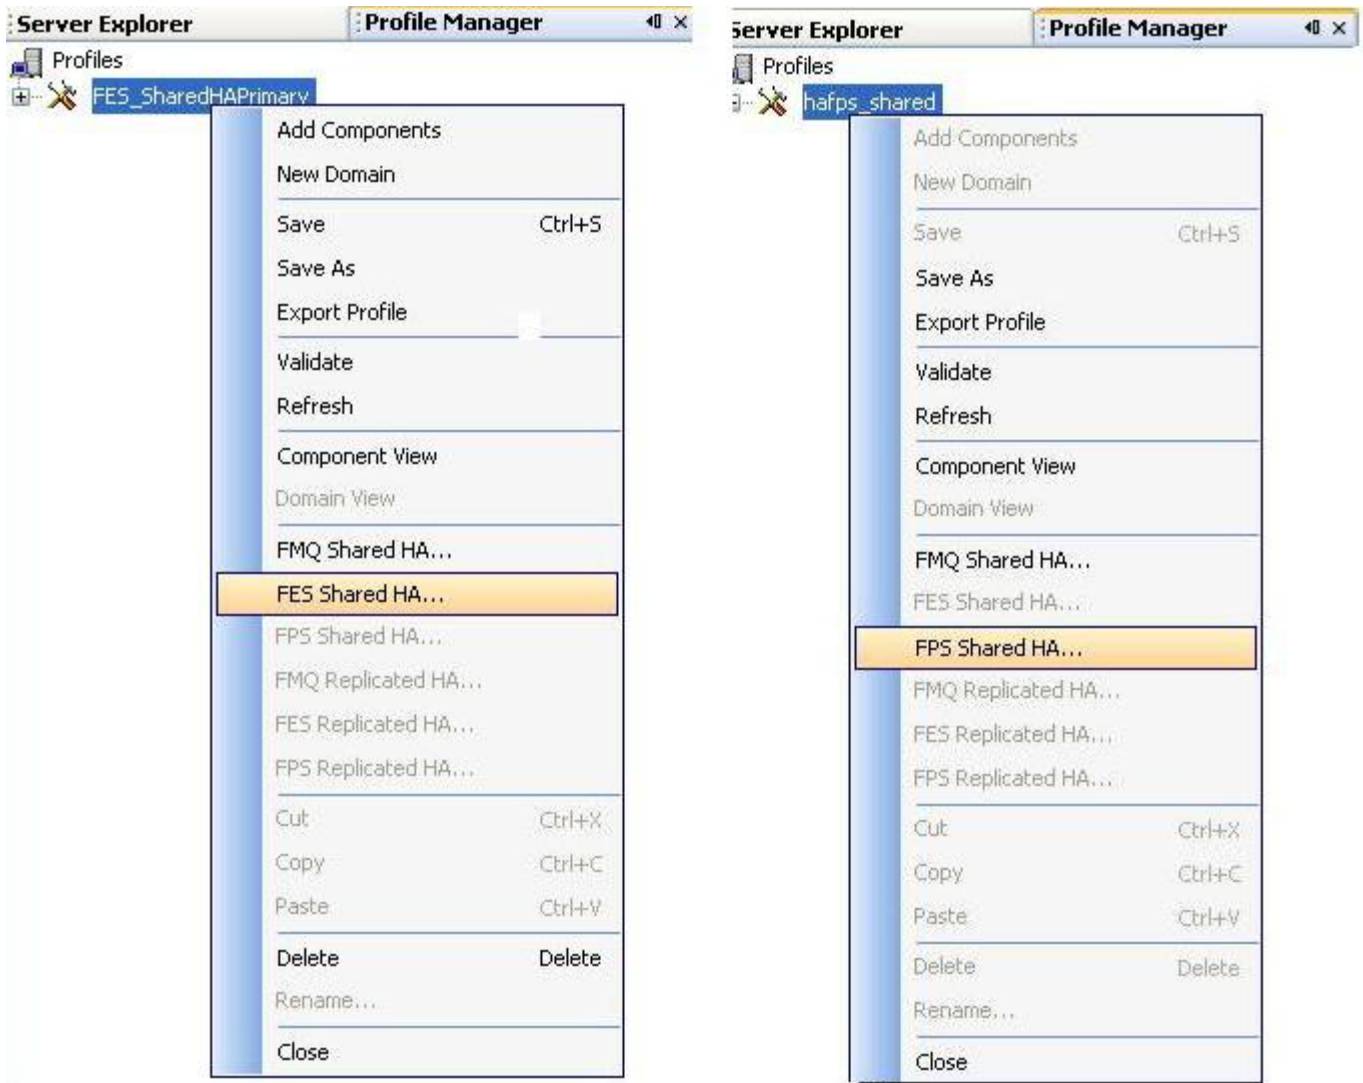 Server Explorer Profile Manager
Profiles
FES_SharedHAPrimary
Add Components
New Domain
Save Ctrl+S
Save As
Export Profile
Validate
Refresh
Component View
Domain View
FMQ Shared HA...
FES Shared HA...
FPS Shared HA...
FMQ Replicated HA...
FES Replicated HA...
FPS Replicated HA...
Cut Ctrl+X
Copy Ctrl+C
Paste Ctrl+V
Delete Delete
Rename...
Close
Server Explorer Profile Manager
Profiles
hafps_shared
Add Components
New Domain
Save Ctrl+S
Save As
Export Profile
Validate
Refresh
Component View
Domain View
FMQ Shared HA...
FES Shared HA...
FPS Shared HA...
FMQ Replicated HA...
FES Replicated HA...
FPS Replicated HA...
Cut Ctrl+X
Copy Ctrl+C
Paste Ctrl+V
Delete Delete
Rename...
Close